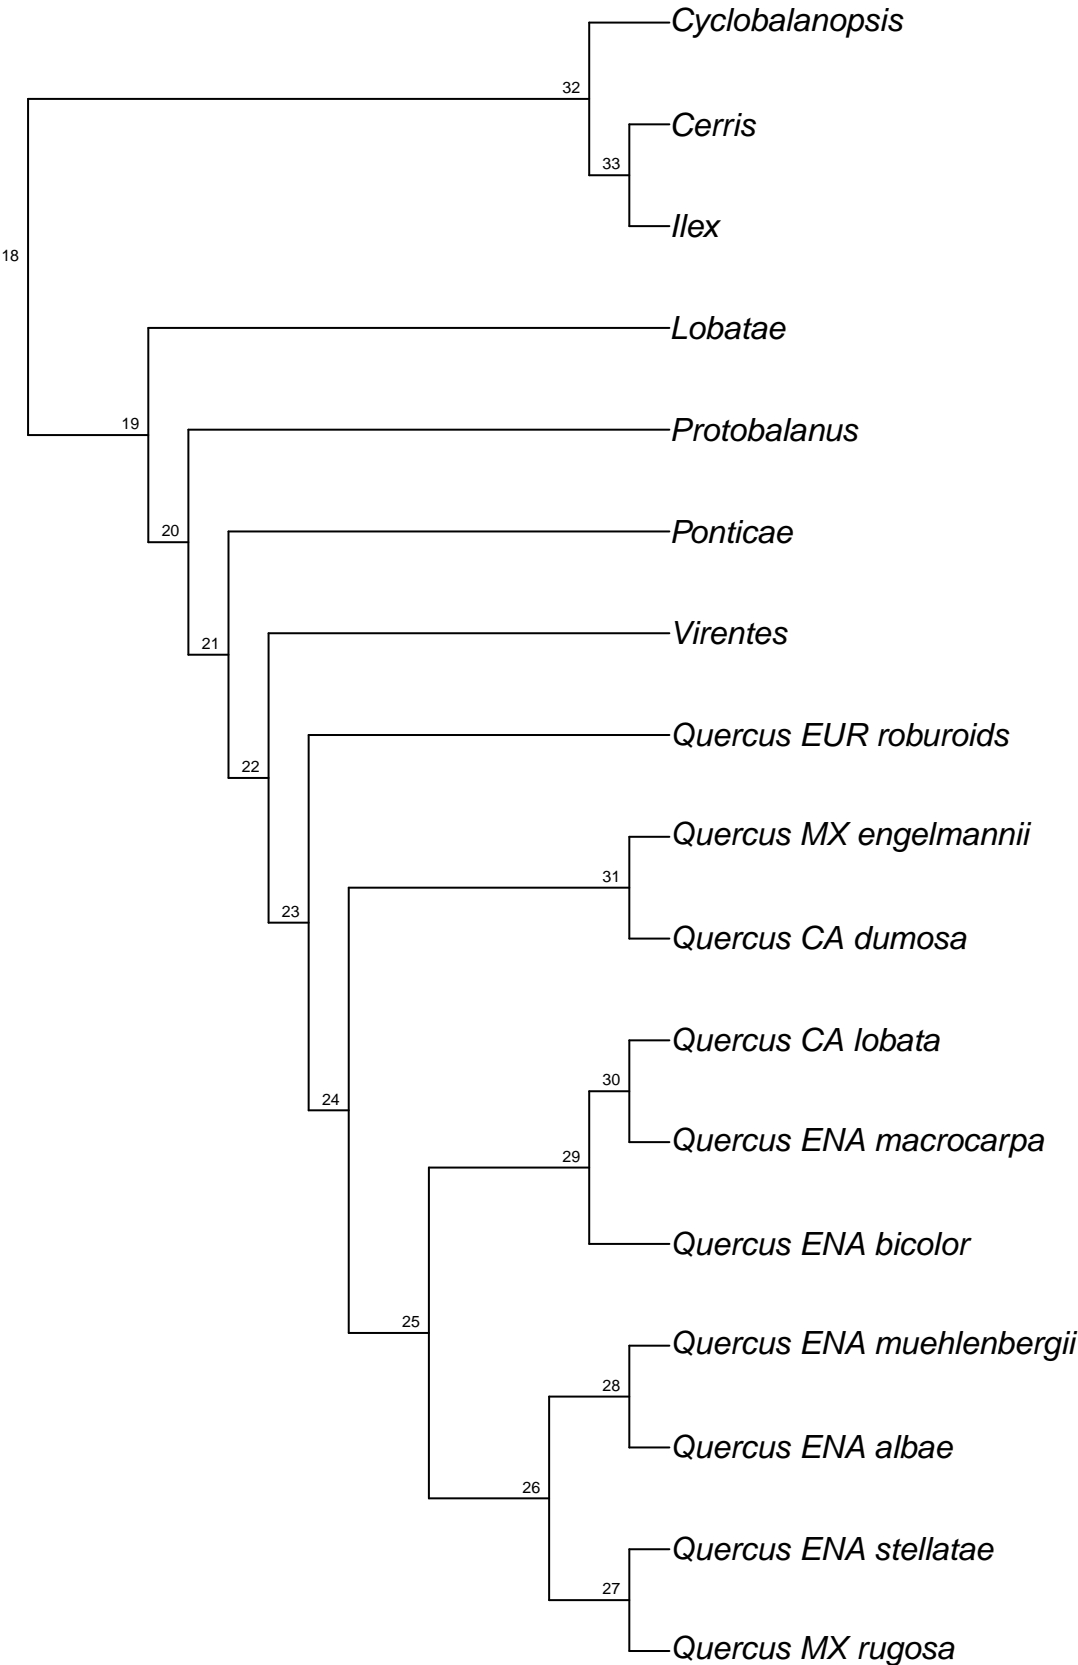 Cyclobalanopsis
32
Cerris
33
Ilex
18
Lobatae
19
Protobalanus
20
Ponticae
21
Virentes
22
Quercus EUR roburoids
Quercus MX engelmannii
31
23
Quercus CA dumosa
Quercus CA lobata
30
24
Quercus ENA macrocarpa
29
Quercus ENA bicolor
25
Quercus ENA muehlenbergii
28
Quercus ENA albae
26
Quercus ENA stellatae
27
Quercus MX rugosa